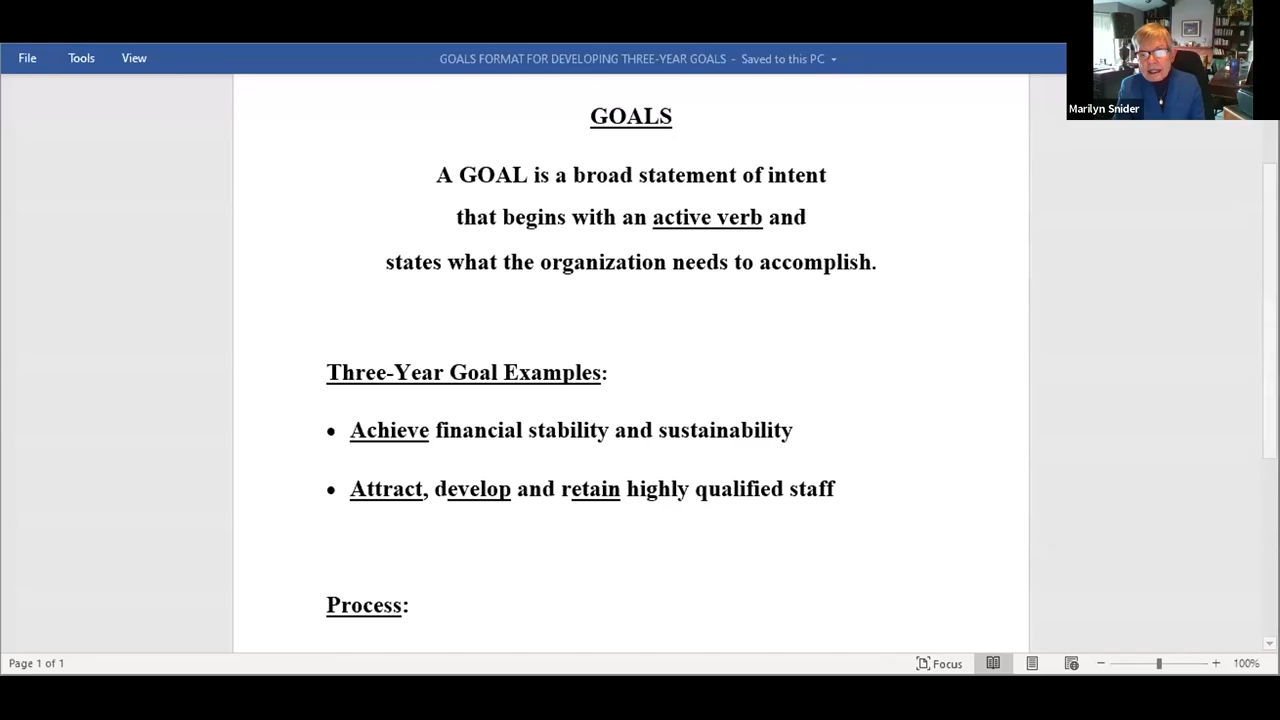 File Tools View GOALS FORMAT FOR DEVELOPING THREE-YEAR GOALS - Saved to this PC
Marilyn Snider
GOALS
A GOAL is a broad statement of intent
that begins with an active verb and
states what the organization needs to accomplish.
Three-Year Goal Examples:
• Achieve financial stability and sustainability
• Attract, develop and retain highly qualified staff
Process:
Page 1 of 1 Focus 100%